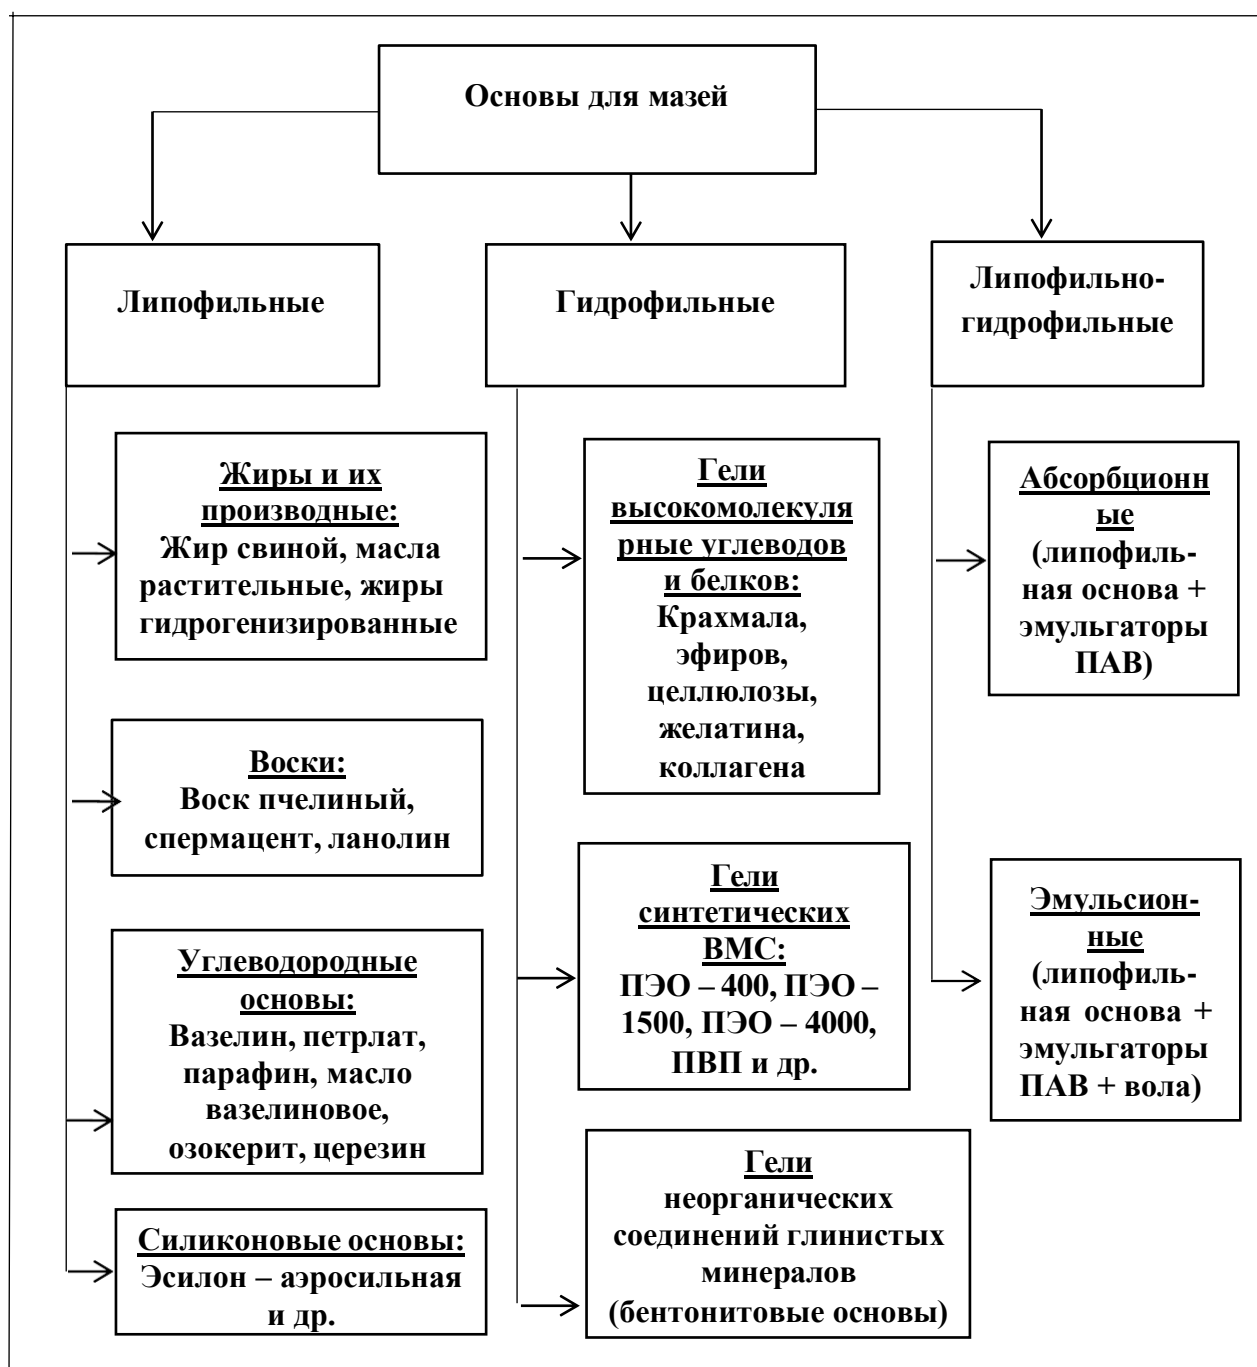 Основы для мазей
Липофильные
Гидрофильные
Липофильно-
гидрофильные
Жиры и их
производные:
Жир свиной, масла
растительные, жиры
гидрогенизированные
Воски:
Воск пчелиный,
спермацент, ланолин
Углеводородные
основы:
Вазелин, петрлат,
парафин, масло
вазелиновое,
озокерит, церезин
Силиконовые основы:
Эсилон – аэросильная
и др.
Гели
высокомолекуля
рные углеводов
и белков:
Крахмала,
эфиров,
целлюлозы,
желатина,
коллагена
Гели
синтетических
ВМС:
ПЭО – 400, ПЭО –
1500, ПЭО – 4000,
ПВП и др.
Гели
неорганических
соединений глинистых
минералов
(бентонитовые основы)
Абсорбционн
ые
(липофиль-
ная основа +
эмульгаторы
ПАВ)
Эмульсион-
ные
(липофиль-
ная основа +
эмульгаторы
ПАВ + вола)